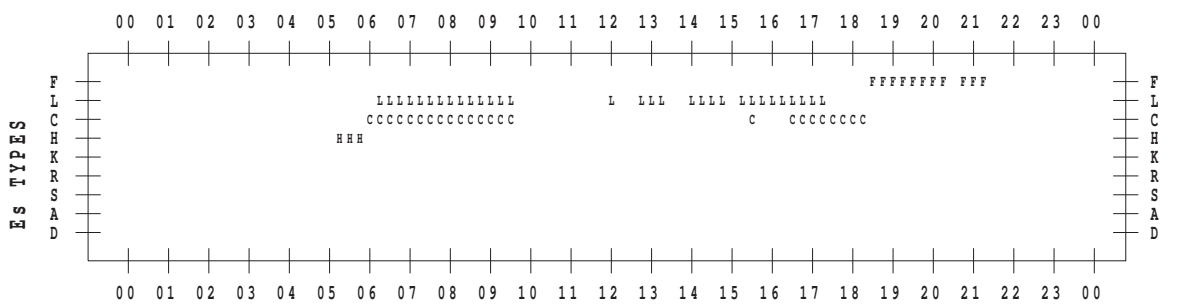 00 01 02 03 04 05 06 07 08 09 10 11 12 13 14 15 16 17 18 19 20 21 22 23 00
F FFFFFFFF FFF F
L LLLLLLLLLLLLLL L LLL LLLL LLLLLLLLL L
C CCCCCCCCCCCCCCC C CCCCCCCC C
H HHH H
K K
R R
S S
A A
D D
Es TYPES
00 01 02 03 04 05 06 07 08 09 10 11 12 13 14 15 16 17 18 19 20 21 22 23 00